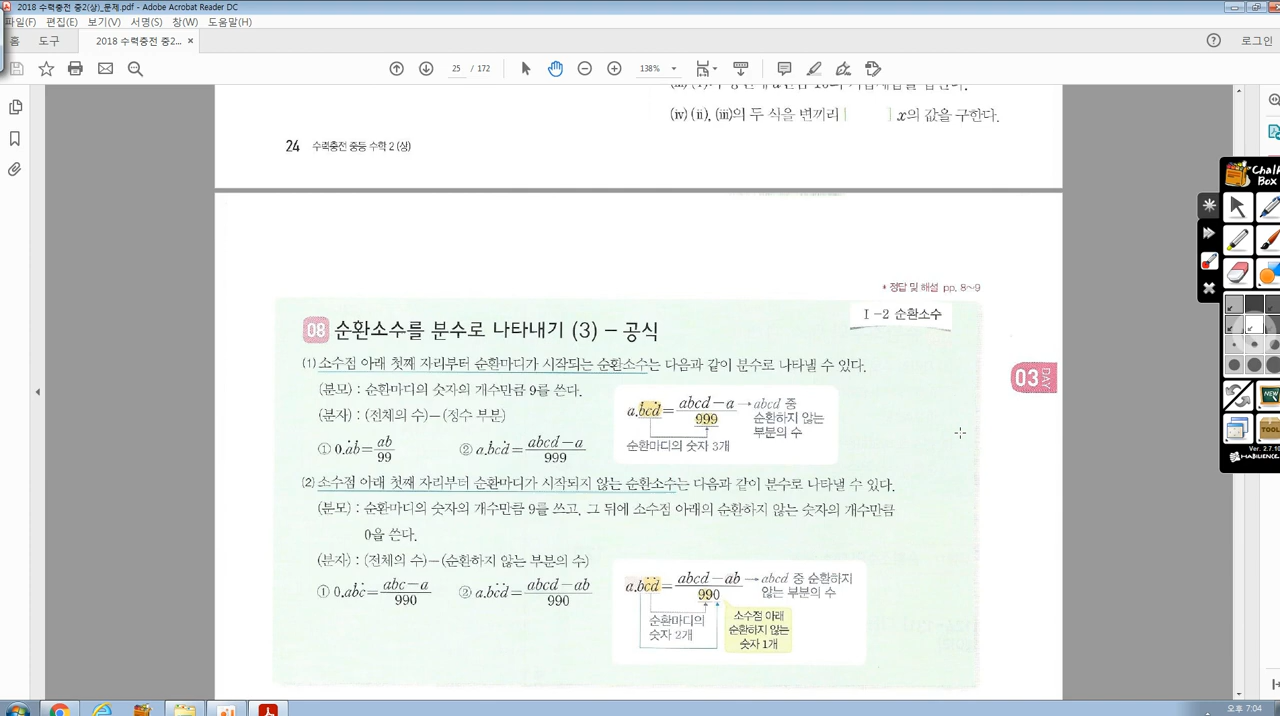 2018 수력충전 중2(상)_문제.pdf - Adobe Acrobat Reader DC
파일(F) 편집(E) 보기(V) 서명(S) 창(W) 도움말(H)
홈 도구 2018 수력충전 중2... × 로그인
25 / 172 138%
(iv) (ii), (iii)의 두 식을 변끼리 [ ] x의 값을 구한다.
24 수력충전 중등 수학 2 (상)
* 정답 및 해설 pp. 8~9
Ⅰ-2 순환소수
08 순환소수를 분수로 나타내기 (3) - 공식
03 DAY
(1) 소수점 아래 첫째 자리부터 순환마디가 시작되는 순환소수는 다음과 같이 분수로 나타낼 수 있다.
(분모) : 순환마디의 숫자의 개수만큼 9를 쓴다.
(분자) : (전체의 수)-(정수 부분)
① 0.ȧḃ=ab/99 ② a.ḃcḋ=(abcd-a)/999
a.ḃcḋ=(abcd-a)/999 → abcd 중
순환하지 않는
부분의 수
순환마디의 숫자 3개
(2) 소수점 아래 첫째 자리부터 순환마디가 시작되지 않는 순환소수는 다음과 같이 분수로 나타낼 수 있다.
(분모) : 순환마디의 숫자의 개수만큼 9를 쓰고, 그 뒤에 소수점 아래의 순환하지 않는 숫자의 개수만큼
0을 쓴다.
(분자) : (전체의 수)-(순환하지 않는 부분의 수)
① 0.aḃċ=(abc-a)/990 ② a.bċḋ=(abcd-ab)/990
a.bċḋ=(abcd-ab)/990 → abcd 중 순환하지
않는 부분의 수
순환마디의
숫자 2개
소수점 아래
순환하지 않는
숫자 1개
Chalk
Box
NEW
TOOL
Ver. 2.7.10
HABILIENCE
오후 7:04